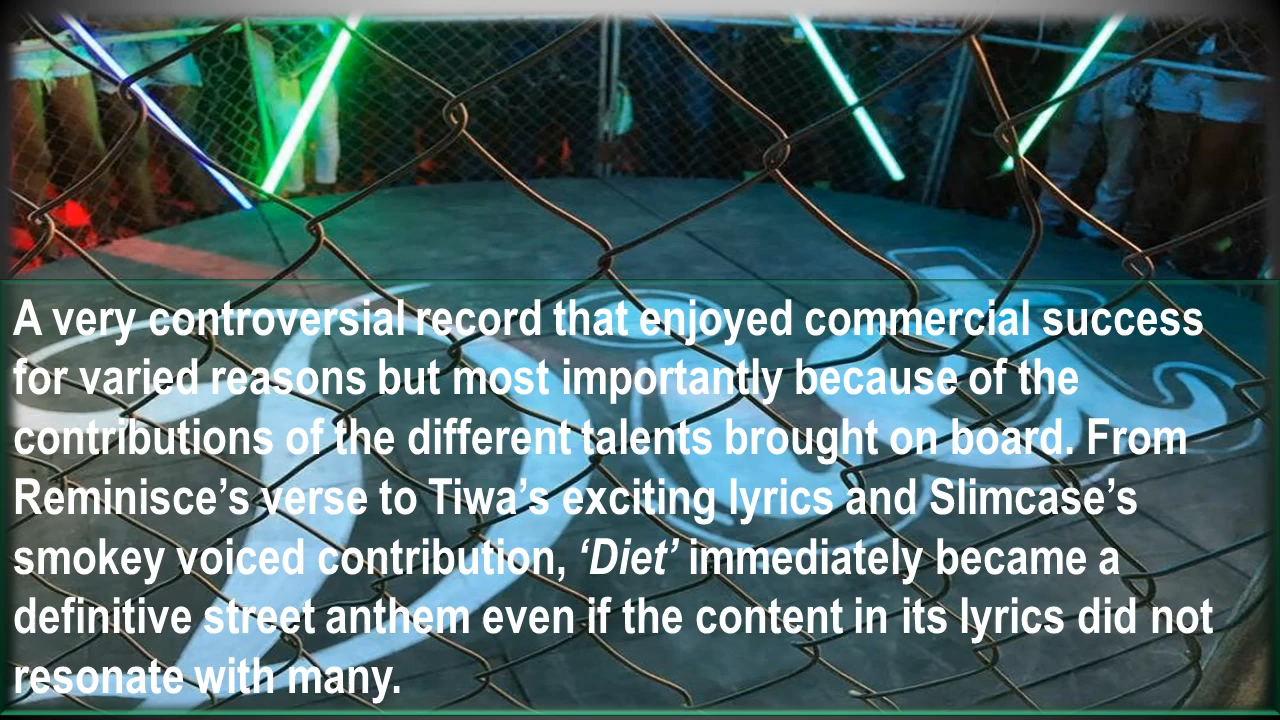 A very controversial record that enjoyed commercial success
for varied reasons but most importantly because of the
contributions of the different talents brought on board. From
Reminisce’s verse to Tiwa’s exciting lyrics and Slimcase’s
smokey voiced contribution, ‘Diet’ immediately became a
definitive street anthem even if the content in its lyrics did not
resonate with many.